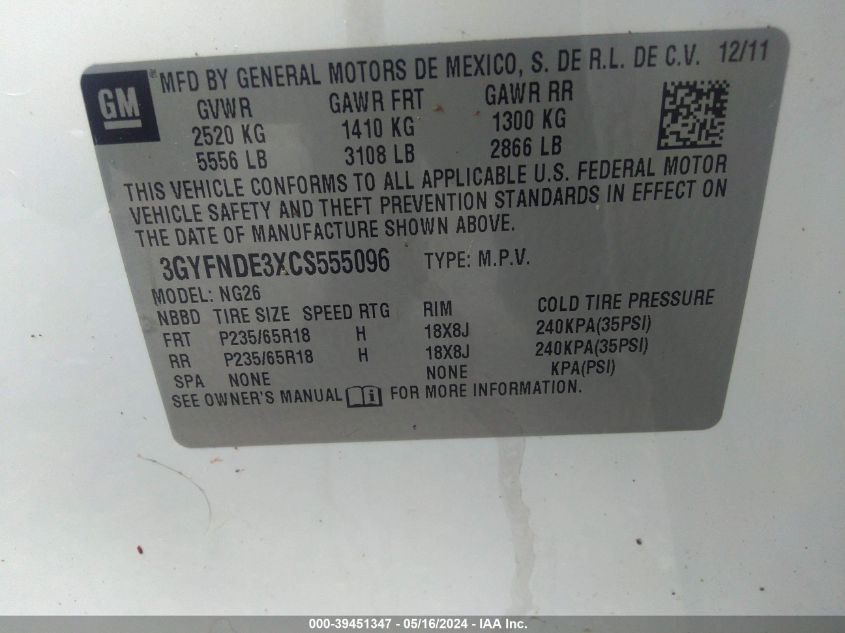 GM
MFD BY GENERAL MOTORS DE MEXICO, S. DE R.L. DE C.V. 12/11
GVWR GAWR FRT GAWR RR
2520 KG 1410 KG 1300 KG
5556 LB 3108 LB 2866 LB
THIS VEHICLE CONFORMS TO ALL APPLICABLE U.S. FEDERAL MOTOR
VEHICLE SAFETY AND THEFT PREVENTION STANDARDS IN EFFECT ON
THE DATE OF MANUFACTURE SHOWN ABOVE.
3GYFNDE3XCS555096 TYPE: M.P.V.
MODEL: NG26
NBBD TIRE SIZE SPEED RTG RIM COLD TIRE PRESSURE
FRT P235/65R18 H 18X8J 240KPA(35PSI)
RR P235/65R18 H 18X8J 240KPA(35PSI)
SPA NONE NONE KPA(PSI)
SEE OWNER'S MANUAL i FOR MORE INFORMATION.
000-39451347 - 05/16/2024 - IAA Inc.